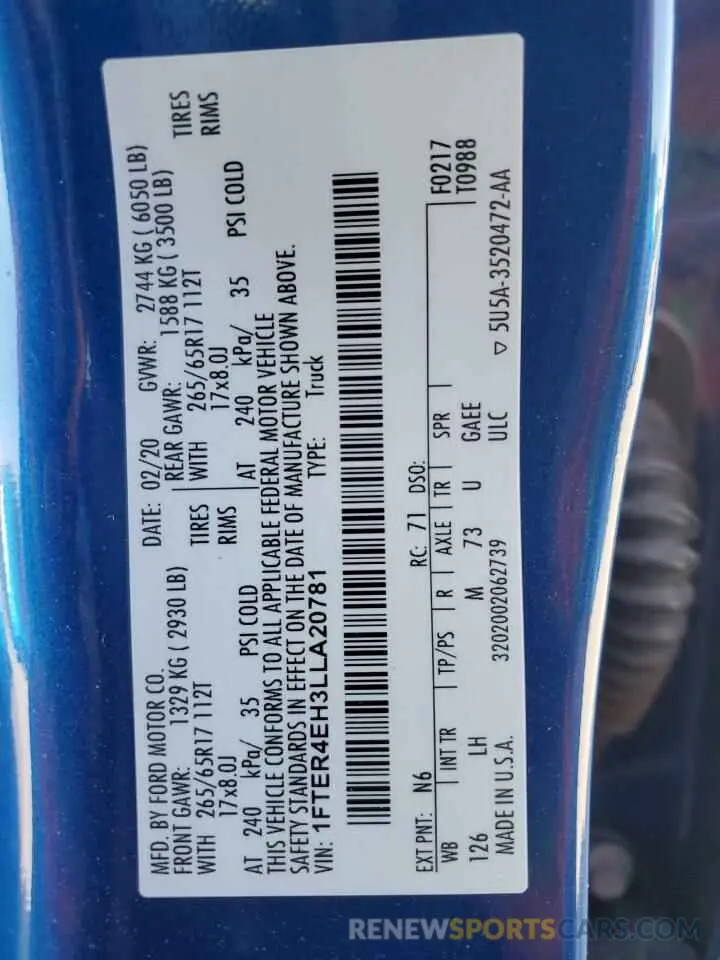 MFD. BY FORD MOTOR CO.
DATE: 02/20 GVWR: 2744 KG ( 6050 LB)
FRONT GAWR: 1329 KG ( 2930 LB)
REAR GAWR: 1588 KG ( 3500 LB)
WITH 265/65R17 112T TIRES
WITH 265/65R17 112T TIRES
17x8.0J RIMS
17x8.0J RIMS
AT 240 kPa/ 35 PSI COLD
AT 240 kPa/ 35 PSI COLD
THIS VEHICLE CONFORMS TO ALL APPLICABLE FEDERAL MOTOR VEHICLE
SAFETY STANDARDS IN EFFECT ON THE DATE OF MANUFACTURE SHOWN ABOVE.
VIN: 1FTER4EH3LLA20781 TYPE: Truck
EXT PNT: N6 RC: 71 DSO: F0217
T0988
WB INT TR TP/PS R AXLE TR SPR
126 LH M 73 U GAEE
ULC
MADE IN U.S.A. 3202002062739 ▽ 5U5A-3520472-AA
RENEWSPORTSCARS.COM